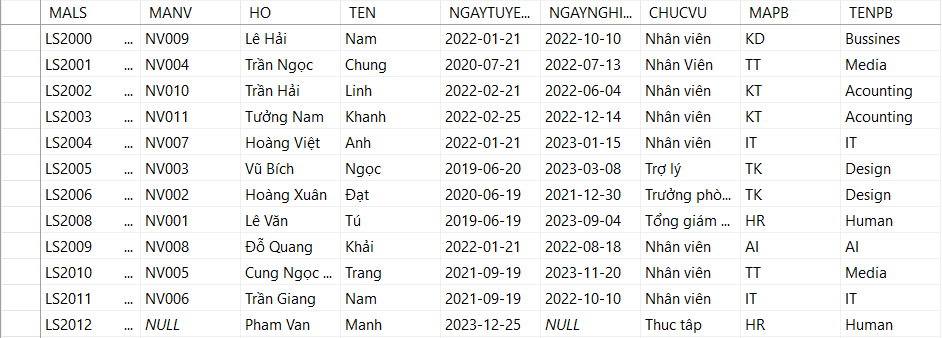 MALS MANV HO TEN NGAYTUYE... NGAYNGHI... CHUCVU MAPB TENPB
LS2000 ... NV009 Lê Hải Nam 2022-01-21 2022-10-10 Nhân viên KD Bussines
LS2001 ... NV004 Trần Ngọc Chung 2020-07-21 2022-07-13 Nhân Viên TT Media
LS2002 ... NV010 Trần Hải Linh 2022-02-21 2022-06-04 Nhân viên KT Acounting
LS2003 ... NV011 Tưởng Nam Khanh 2022-02-25 2022-12-14 Nhân viên KT Acounting
LS2004 ... NV007 Hoàng Việt Anh 2022-01-21 2023-01-15 Nhân viên IT IT
LS2005 ... NV003 Vũ Bích Ngọc 2019-06-20 2023-03-08 Trợ lý TK Design
LS2006 ... NV002 Hoàng Xuân Đạt 2020-06-19 2021-12-30 Trưởng phò... TK Design
LS2008 ... NV001 Lê Văn Tú 2019-06-19 2023-09-04 Tổng giám ... HR Human
LS2009 ... NV008 Đỗ Quang Khải 2022-01-21 2022-08-18 Nhân viên AI AI
LS2010 ... NV005 Cung Ngọc ... Trang 2021-09-19 2023-11-20 Nhân viên TT Media
LS2011 ... NV006 Trần Giang Nam 2021-09-19 2022-10-10 Nhân viên IT IT
LS2012 ... NULL Pham Van Manh 2023-12-25 NULL Thuc tâp HR Human